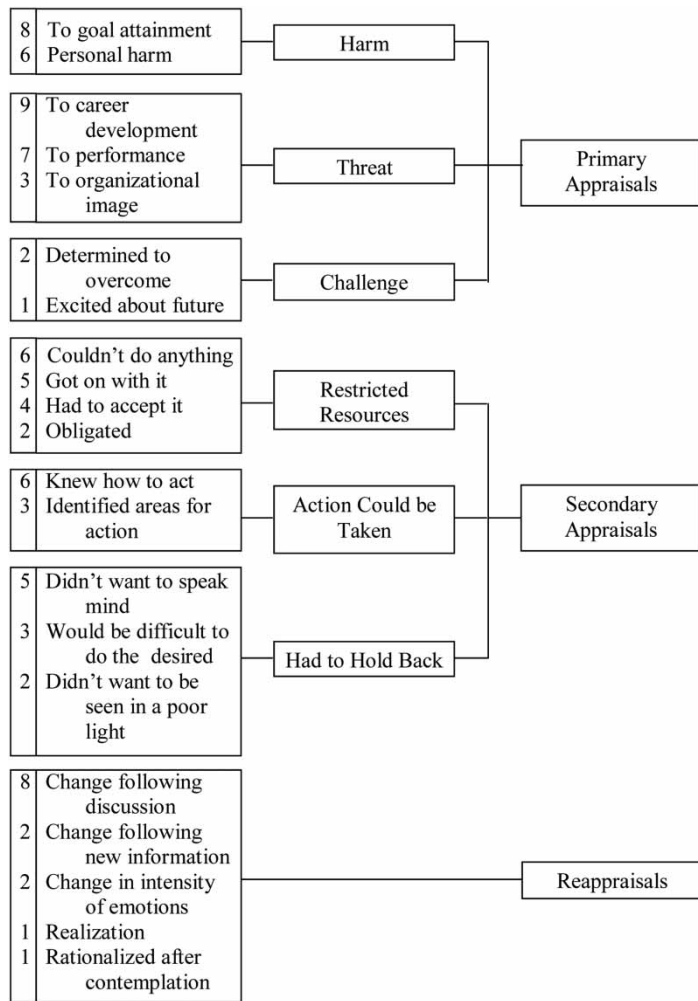 8 To goal attainment
6 Personal harm
Harm
9 To career
development
7 To performance
3 To organizational
image
Threat
Primary
Appraisals
2 Determined to
overcome
1 Excited about future
Challenge
6 Couldn't do anything
5 Got on with it
4 Had to accept it
2 Obligated
Restricted
Resources
6 Knew how to act
3 Identified areas for
action
Action Could be
Taken
Secondary
Appraisals
5 Didn't want to speak
mind
3 Would be difficult to
do the desired
2 Didn't want to be
seen in a poor
light
Had to Hold Back
8 Change following
discussion
2 Change following
new information
2 Change in intensity
of emotions
1 Realization
1 Rationalized after
contemplation
Reappraisals